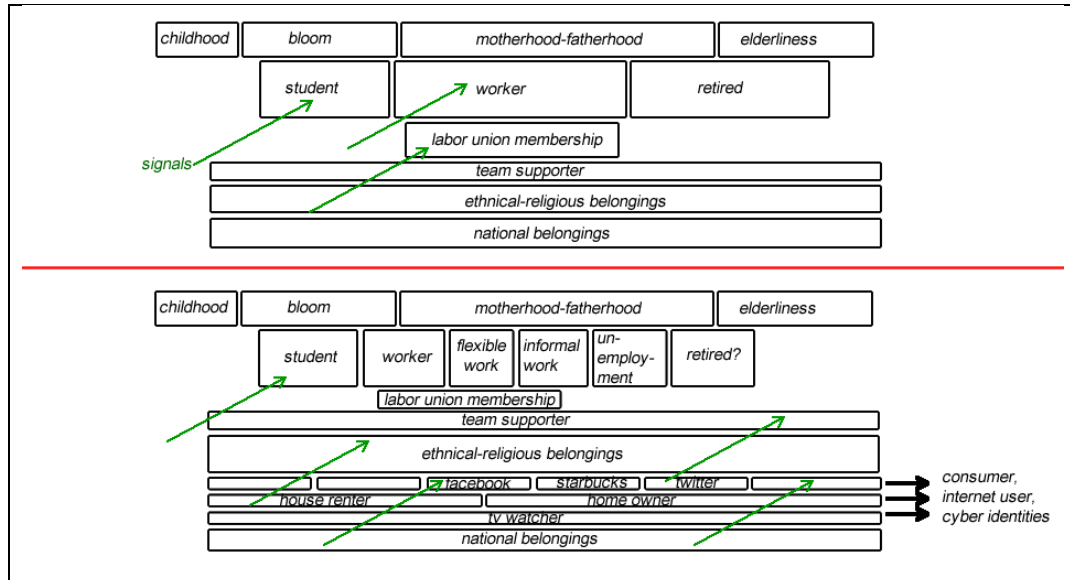 childhood bloom motherhood-fatherhood elderliness
student worker retired
labor union membership
signals
team supporter
ethnical-religious belongings
national belongings
childhood bloom motherhood-fatherhood elderliness
student worker flexible work informal work un-employ-ment retired?
labor union membership
team supporter
ethnical-religious belongings
facebook starbucks twitter consumer,
house renter home owner internet user,
tv watcher cyber identities
national belongings